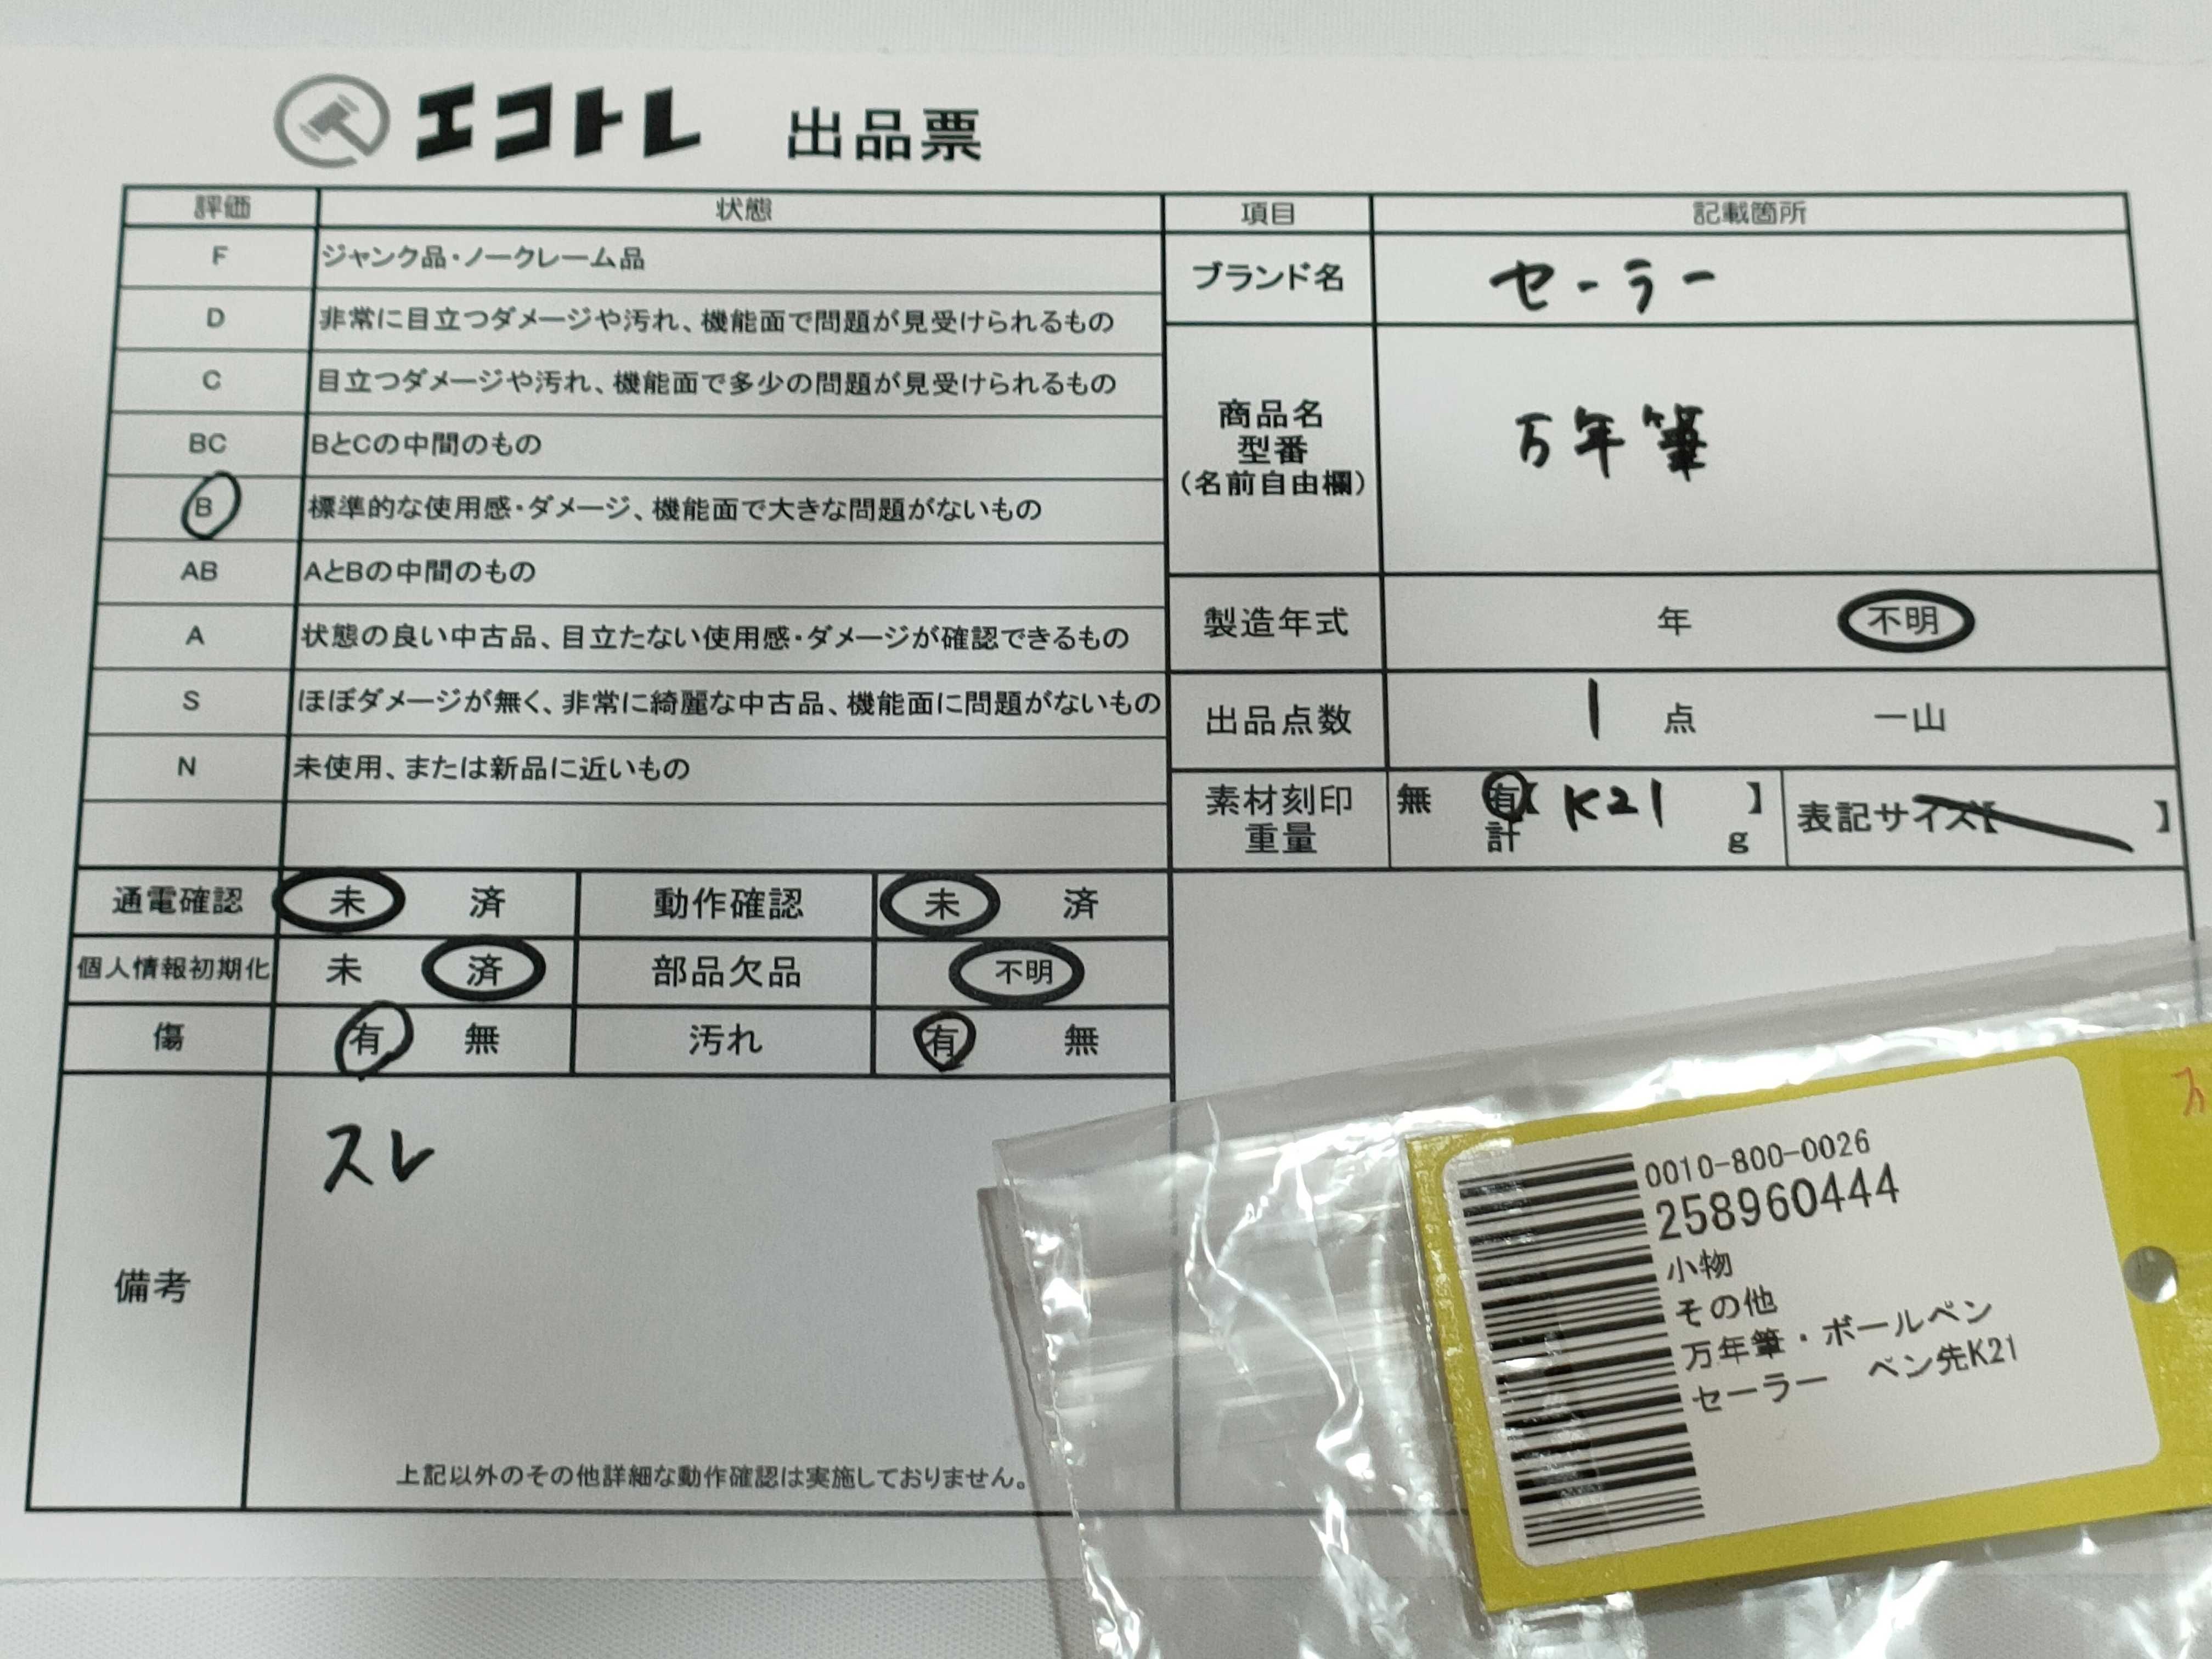 エコトレ 出品票
評価 状態
F ジャンク品・ノークレーム品
D 非常に目立つダメージや汚れ、機能面で問題が見受けられるもの
C 目立つダメージや汚れ、機能面で多少の問題が見受けられるもの
BC BとCの中間のもの
B 標準的な使用感・ダメージ、機能面で大きな問題がないもの
AB AとBの中間のもの
A 状態の良い中古品、目立たない使用感・ダメージが確認できるもの
S ほぼダメージが無く、非常に綺麗な中古品、機能面に問題がないもの
N 未使用、または新品に近いもの
通電確認 未 済 動作確認 未 済
個人情報初期化 未 済 部品欠品 不明
傷 有 無 汚れ 有 無
備考 スレ
上記以外のその他詳細な動作確認は実施しておりません。
項目 記載箇所
ブランド名 セーラー
商品名
型番
(名前自由欄)
万年筆
製造年式 年 不明
出品点数 1 点 一山
素材刻印 無 有【 K21 】 表記サイズ【 】
重量 計 g
0010-800-0026
258960444
小物
その他
万年筆・ボールペン
セーラー ペン先K21
万